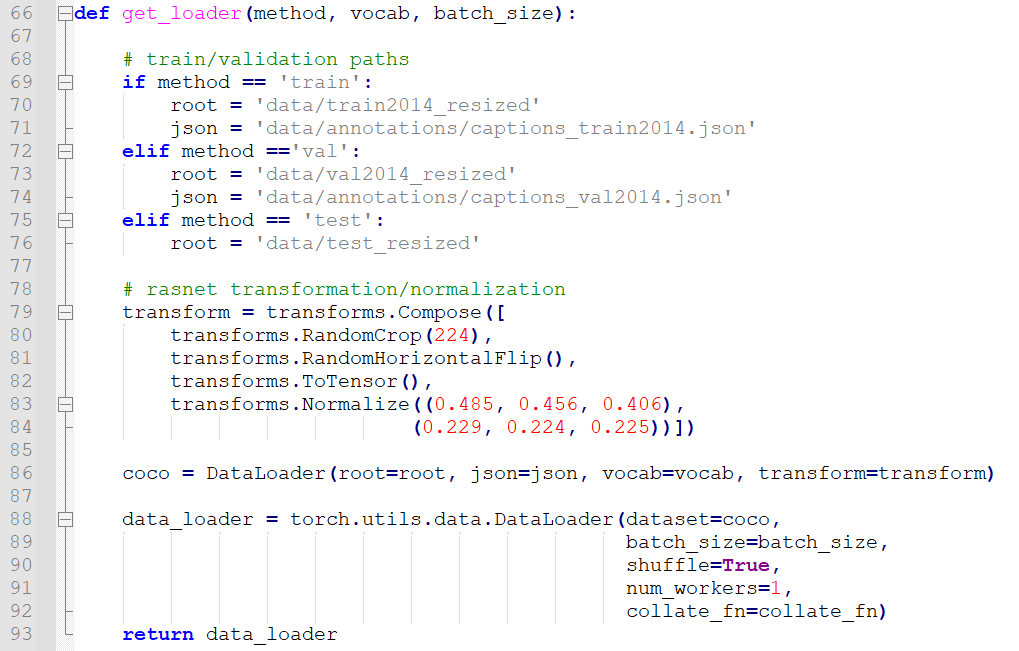 66 def get_loader(method, vocab, batch_size):
67
68     # train/validation paths
69     if method == 'train':
70         root = 'data/train2014_resized'
71         json = 'data/annotations/captions_train2014.json'
72     elif method =='val':
73         root = 'data/val2014_resized'
74         json = 'data/annotations/captions_val2014.json'
75     elif method == 'test':
76         root = 'data/test_resized'
77
78     # rasnet transformation/normalization
79     transform = transforms.Compose([
80         transforms.RandomCrop(224),
81         transforms.RandomHorizontalFlip(),
82         transforms.ToTensor(),
83         transforms.Normalize((0.485, 0.456, 0.406),
84                             (0.229, 0.224, 0.225))])
85
86     coco = DataLoader(root=root, json=json, vocab=vocab, transform=transform)
87
88     data_loader = torch.utils.data.DataLoader(dataset=coco,
89                                               batch_size=batch_size,
90                                               shuffle=True,
91                                               num_workers=1,
92                                               collate_fn=collate_fn)
93     return data_loader